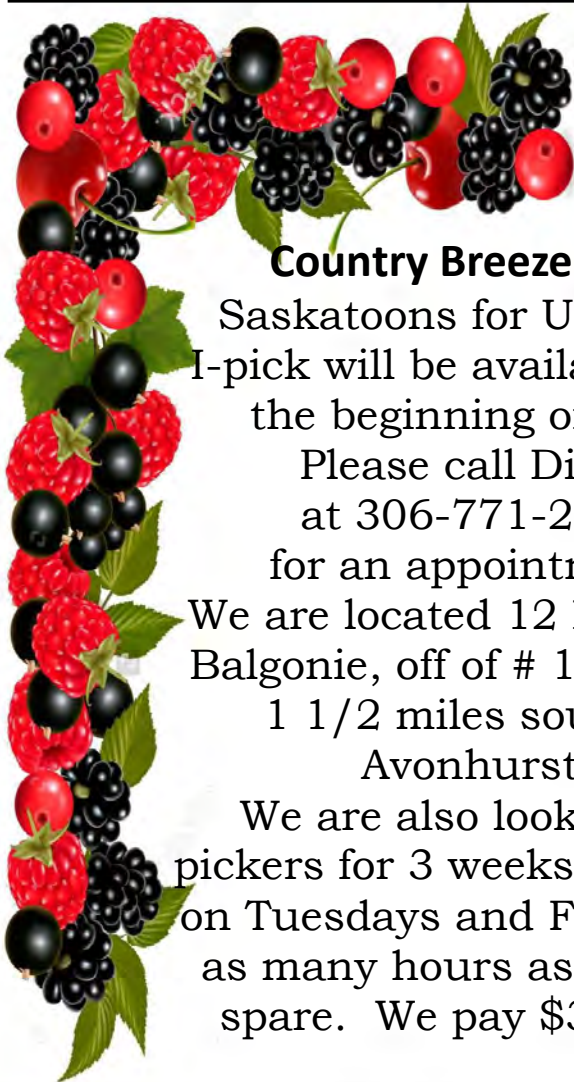 Country Breeze
Saskatoons for U
I-pick will be availa
the beginning o
Please call Di
at 306-771-2
for an appoint
We are located 12
Balgonie, off of # 1
1 1/2 miles sou
Avonhurst
We are also look
pickers for 3 weeks
on Tuesdays and F
as many hours as
spare. We pay $3